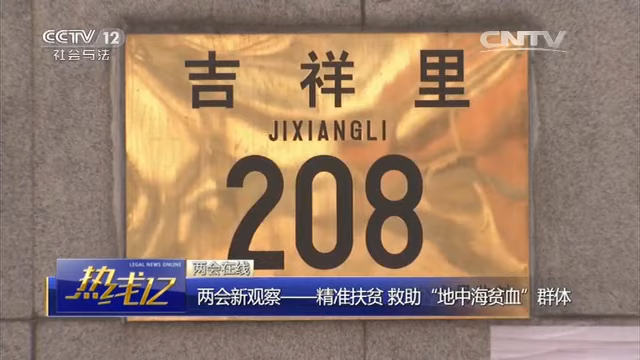 CCTV 12
社会与法
CNTV
吉祥里
JIXIANGLI
208
LEGAL NEWS ONLINE
热线12
两会在线
两会新观察——精准扶贫 救助“地中海贫血”群体